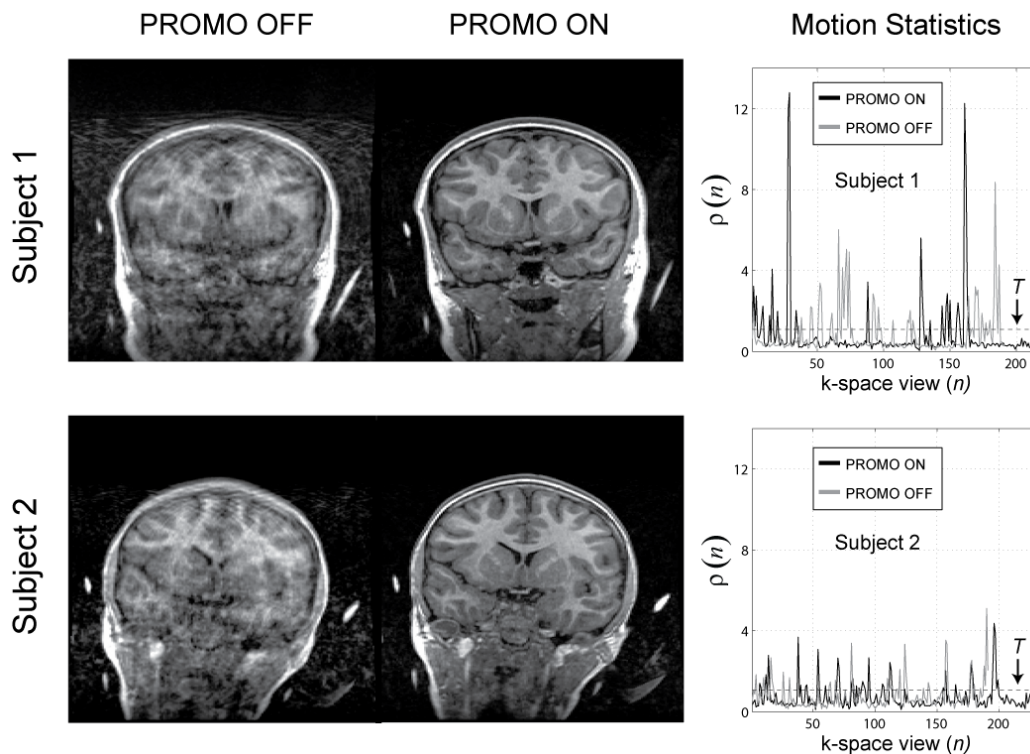 PROMO OFF
PROMO ON
Motion Statistics
Subject 1
12
8
4
0
ρ (n)
PROMO ON
PROMO OFF
Subject 1
T
50
100
150
200
k-space view (n)
Subject 2
12
8
4
0
ρ (n)
PROMO ON
PROMO OFF
Subject 2
T
50
100
150
200
k-space view (n)